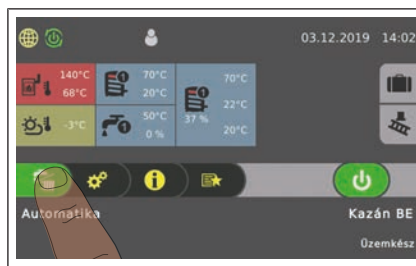 03.12.2019 14:02
140°C 70°C 70°C
68°C 20°C 22°C
-3°C 50°C 37 % 20°C
0 %
Automatika Kazán BE
Üzemkész